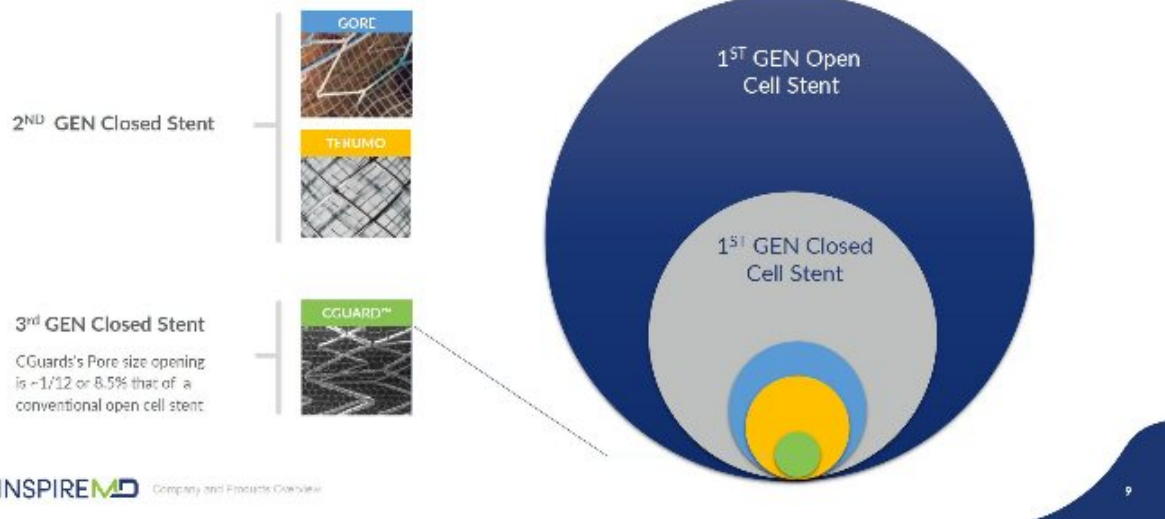 2ND GEN Closed Stent
GORE
TERUMO
3rd GEN Closed Stent
CGuards's Pore size opening
is ~1/12 or 8.5% that of a
conventional open cell stent
CGUARD™
1ST GEN Open
Cell Stent
1ST GEN Closed
Cell Stent
INSPIREMD
Company and Products Overview
9